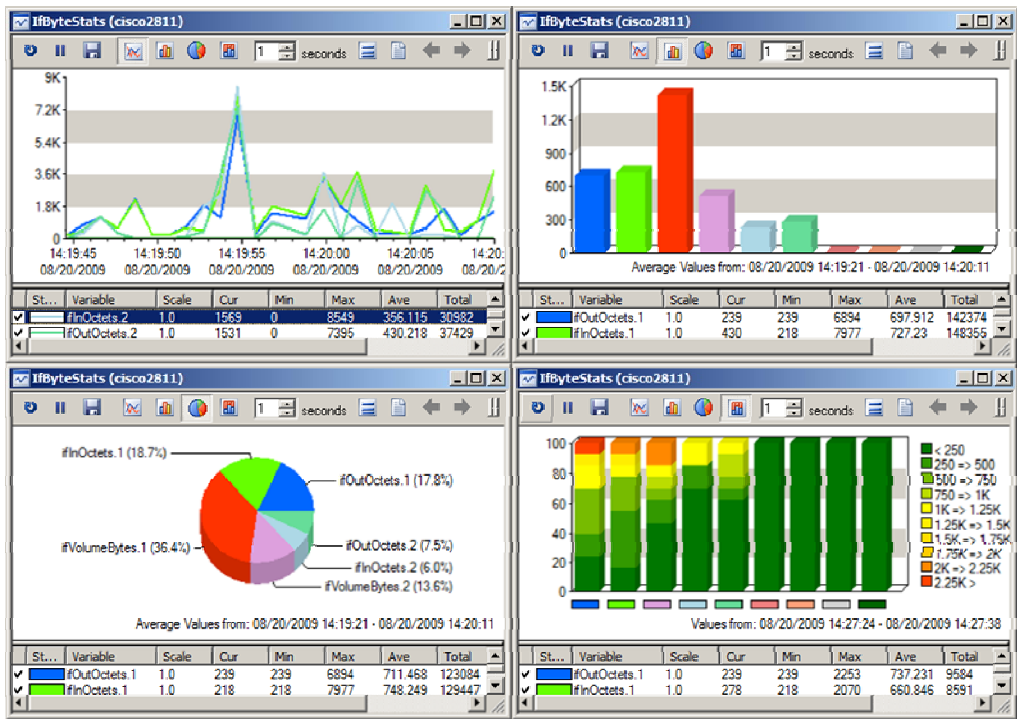 IfByteStats (cisco2811)
1 seconds
9K
7.2K
5.4K
3.6K
1.8K
0
14:19:45 14:19:50 14:19:55 14:20:00 14:20:05 14:20:
08/20/2009 08/20/2009 08/20/2009 08/20/2009 08/20/2009 08/2
St... Variable Scale Cur Min Max Ave Total
ifInOctets.2 1.0 1569 0 8549 356.115 30982
ifOutOctets.2 1.0 1531 0 7395 430.218 37429
IfByteStats (cisco2811)
1 seconds
1.5K
1.2K
900
600
300
0
Average Values from: 08/20/2009 14:19:21 - 08/20/2009 14:20:11
St... Variable Scale Cur Min Max Ave Total
ifOutOctets.1 1.0 239 239 6894 697.912 142374
ifInOctets.1 1.0 430 218 7977 727.23 148355
IfByteStats (cisco2811)
1 seconds
ifInOctets.1 (18.7%)
ifOutOctets.1 (17.8%)
ifVolumeBytes.1 (36.4%)
ifOutOctets.2 (7.5%)
ifInOctets.2 (6.0%)
ifVolumeBytes.2 (13.6%)
Average Values from: 08/20/2009 14:19:21 - 08/20/2009 14:20:11
St... Variable Scale Cur Min Max Ave Total
ifOutOctets.1 1.0 239 239 6894 711.468 123084
ifInOctets.1 1.0 218 218 7977 748.249 129447
IfByteStats (cisco2811)
1 seconds
100
80
60
40
20
0
< 250
250 => 500
500 => 750
750 => 1K
1K => 1.25K
1.25K => 1.5K
1.5K => 1.75K
1.75K => 2K
2K => 2.25K
2.25K >
Values from: 08/20/2009 14:27:24 - 08/20/2009 14:27:38
St... Variable Scale Cur Min Max Ave Total
ifOutOctets.1 1.0 239 239 2253 737.231 9584
ifInOctets.1 1.0 278 218 2070 660.846 8591